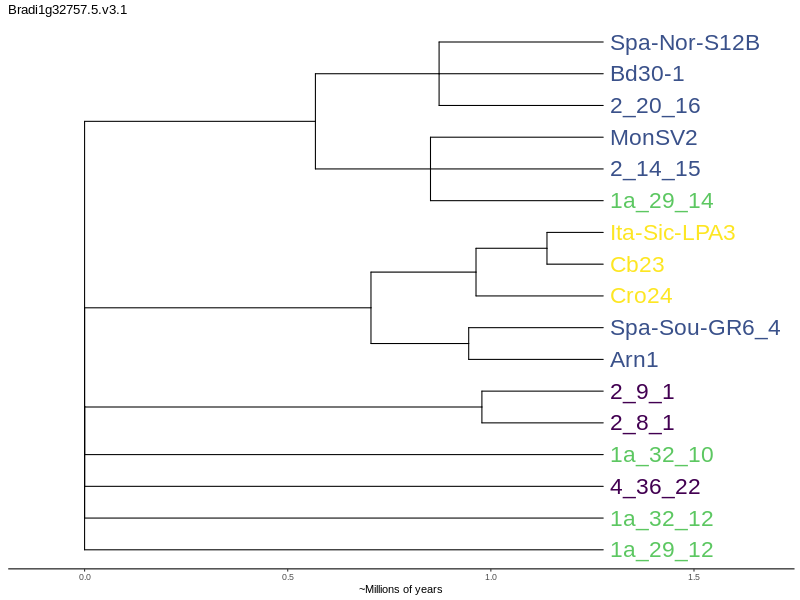 Bradi1g32757.5.v3.1
Spa-Nor-S12B
Bd30-1
2_20_16
MonSV2
2_14_15
1a_29_14
Ita-Sic-LPA3
Cb23
Cro24
Spa-Sou-GR6_4
Arn1
2_9_1
2_8_1
1a_32_10
4_36_22
1a_32_12
1a_29_12
0.0 0.5 1.0 1.5
~Millions of years